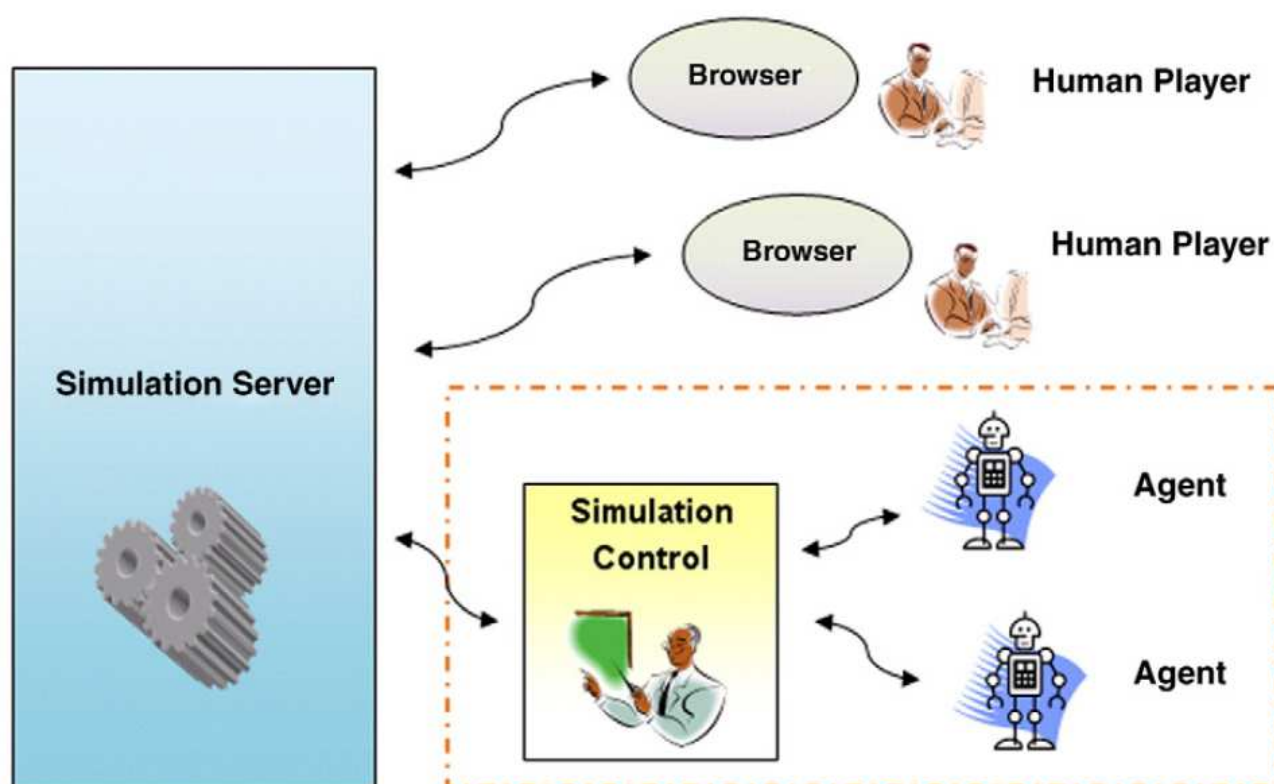 Browser
Human Player
Browser
Human Player
Simulation Server
Simulation
Control
Agent
Agent